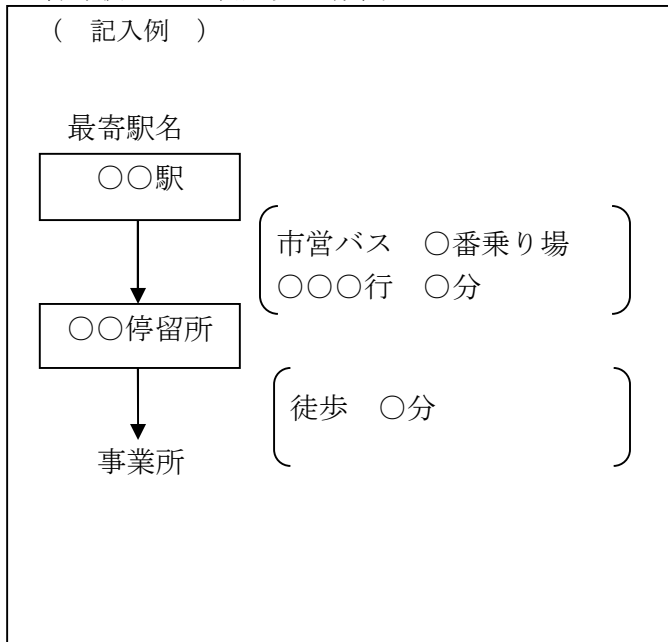 （　記入例　）
最寄駅名
○○駅
市営バス　○番乗り場
○○○行　○分
○○停留所
徒歩　○分
事業所